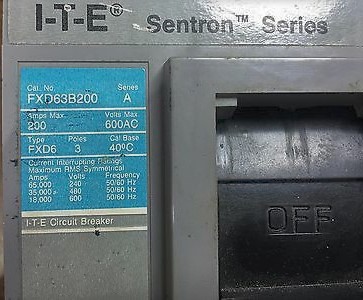 I-T-E® Sentron™ Series
Cat. No. Series
FXD63B200 A
Amps Max. Volts Max.
200 600AC
Type Poles Cal Base
FXD6 3 40°C
Current Interrupting Ratings
Maximum RMS Symmetrical
Amps Volts Frequency
65,000 240 50/60 Hz
35,000 480 50/60 Hz
18,000 600 50/60 Hz
I-T-E Circuit Breaker
OFF